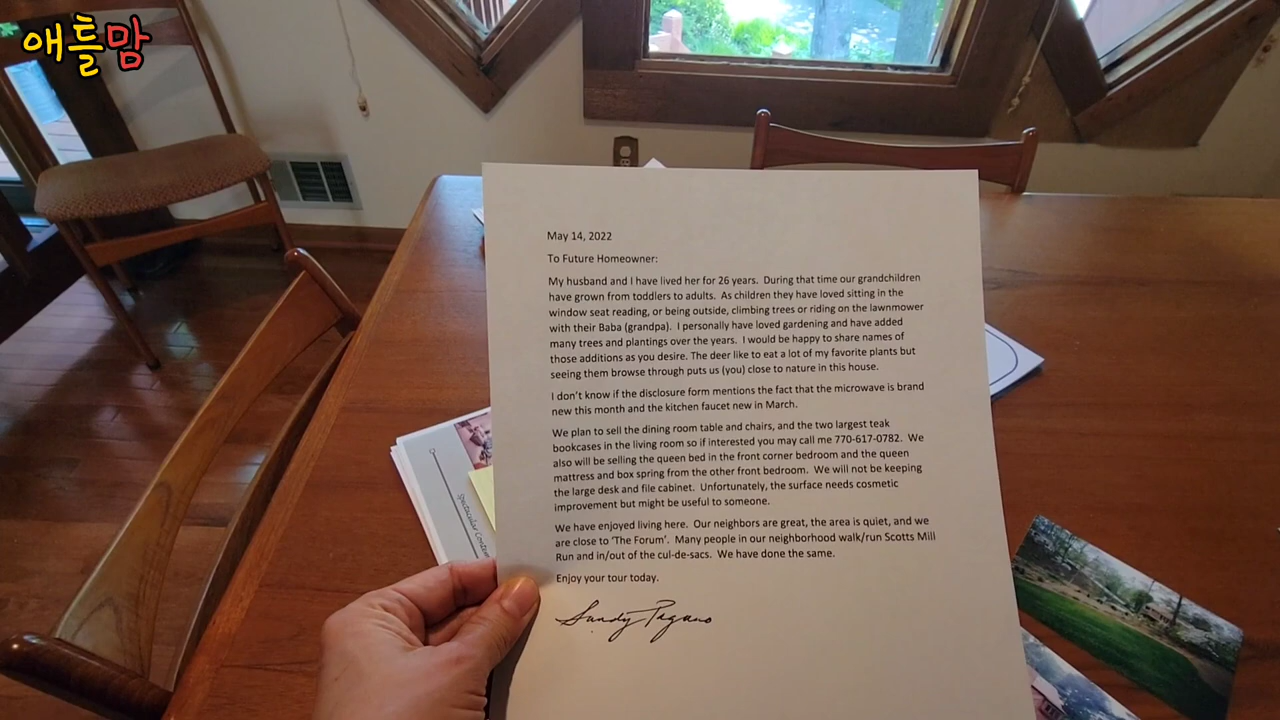 애틀맘
May 14, 2022
To Future Homeowner:
My husband and I have lived her for 26 years. During that time our grandchildren
have grown from toddlers to adults. As children they have loved sitting in the
window seat reading, or being outside, climbing trees or riding on the lawnmower
with their Baba (grandpa). I personally have loved gardening and have added
many trees and plantings over the years. I would be happy to share names of
those additions as you desire. The deer like to eat a lot of my favorite plants but
seeing them browse through puts us (you) close to nature in this house.
I don't know if the disclosure form mentions the fact that the microwave is brand
new this month and the kitchen faucet new in March.
We plan to sell the dining room table and chairs, and the two largest teak
bookcases in the living room so if interested you may call me 770-617-0782. We
also will be selling the queen bed in the front corner bedroom and the queen
mattress and box spring from the other front bedroom. We will not be keeping
the large desk and file cabinet. Unfortunately, the surface needs cosmetic
improvement but might be useful to someone.
We have enjoyed living here. Our neighbors are great, the area is quiet, and we
are close to 'The Forum'. Many people in our neighborhood walk/run Scotts Mill
Run and in/out of the cul-de-sacs. We have done the same.
Enjoy your tour today.
Sandy Pagano
Spectacular